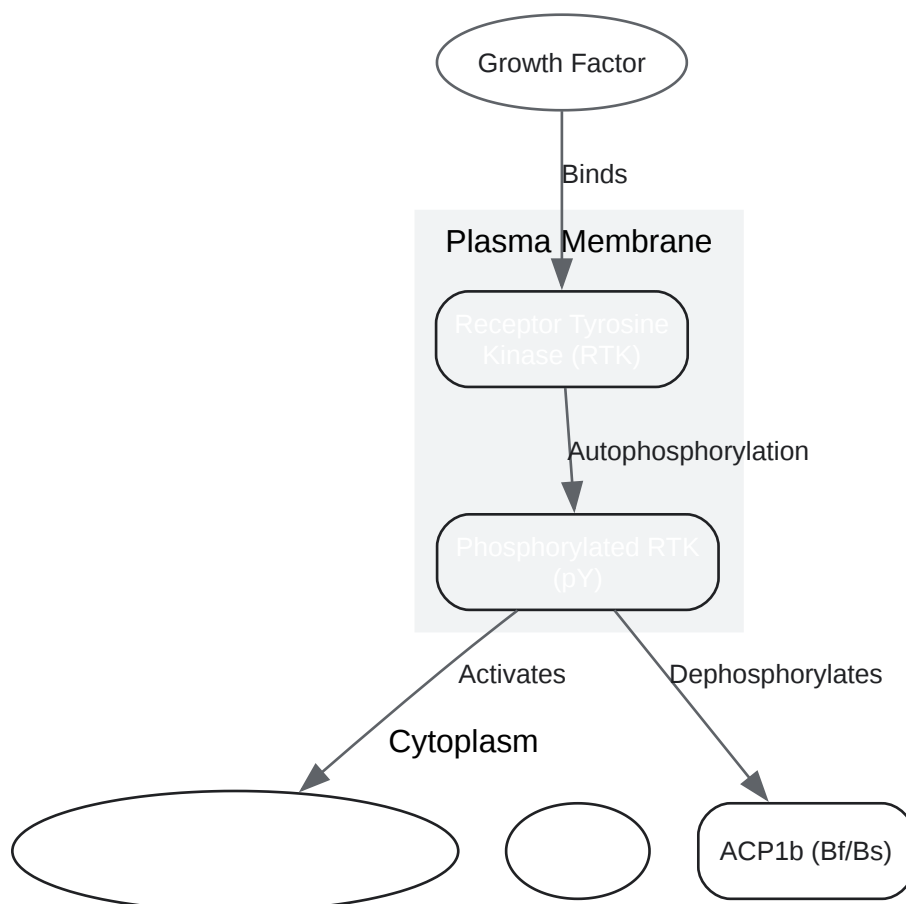 Growth Factor
Binds
Plasma Membrane
Receptor Tyrosine
Kinase (RTK)
Autophosphorylation
Phosphorylated RTK
(pY)
Activates
Dephosphorylates
Cytoplasm
ACP1b (Bf/Bs)